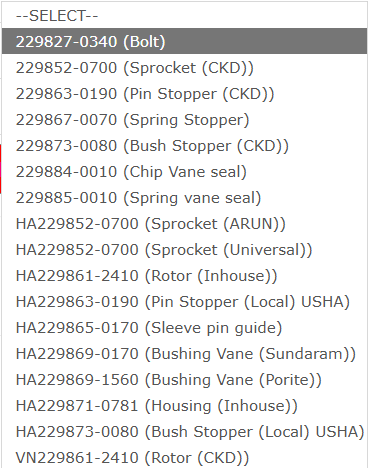 --SELECT--
229827-0340 (Bolt)
229852-0700 (Sprocket (CKD))
229863-0190 (Pin Stopper (CKD))
229867-0070 (Spring Stopper)
229873-0080 (Bush Stopper (CKD))
229884-0010 (Chip Vane seal)
229885-0010 (Spring vane seal)
HA229852-0700 (Sprocket (ARUN))
HA229852-0700 (Sprocket (Universal))
HA229861-2410 (Rotor (Inhouse))
HA229863-0190 (Pin Stopper (Local) USHA)
HA229865-0170 (Sleeve pin guide)
HA229869-0170 (Bushing Vane (Sundaram))
HA229869-1560 (Bushing Vane (Porite))
HA229871-0781 (Housing (Inhouse))
HA229873-0080 (Bush Stopper (Local) USHA)
VN229861-2410 (Rotor (CKD))